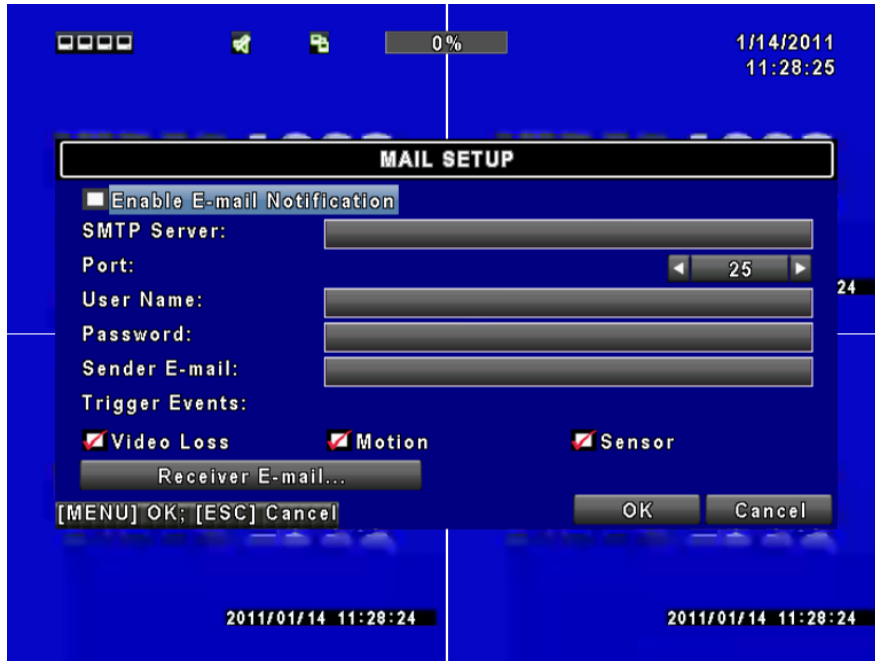 0%
1/14/2011
11:28:25
MAIL SETUP
Enable E-mail Notification
SMTP Server:
Port:
25
24
User Name:
Password:
Sender E-mail:
Trigger Events:
Video Loss
Motion
Sensor
Receiver E-mail...
[MENU] OK; [ESC] Cancel
OK
Cancel
2011/01/14 11:28:24
2011/01/14 11:28:24